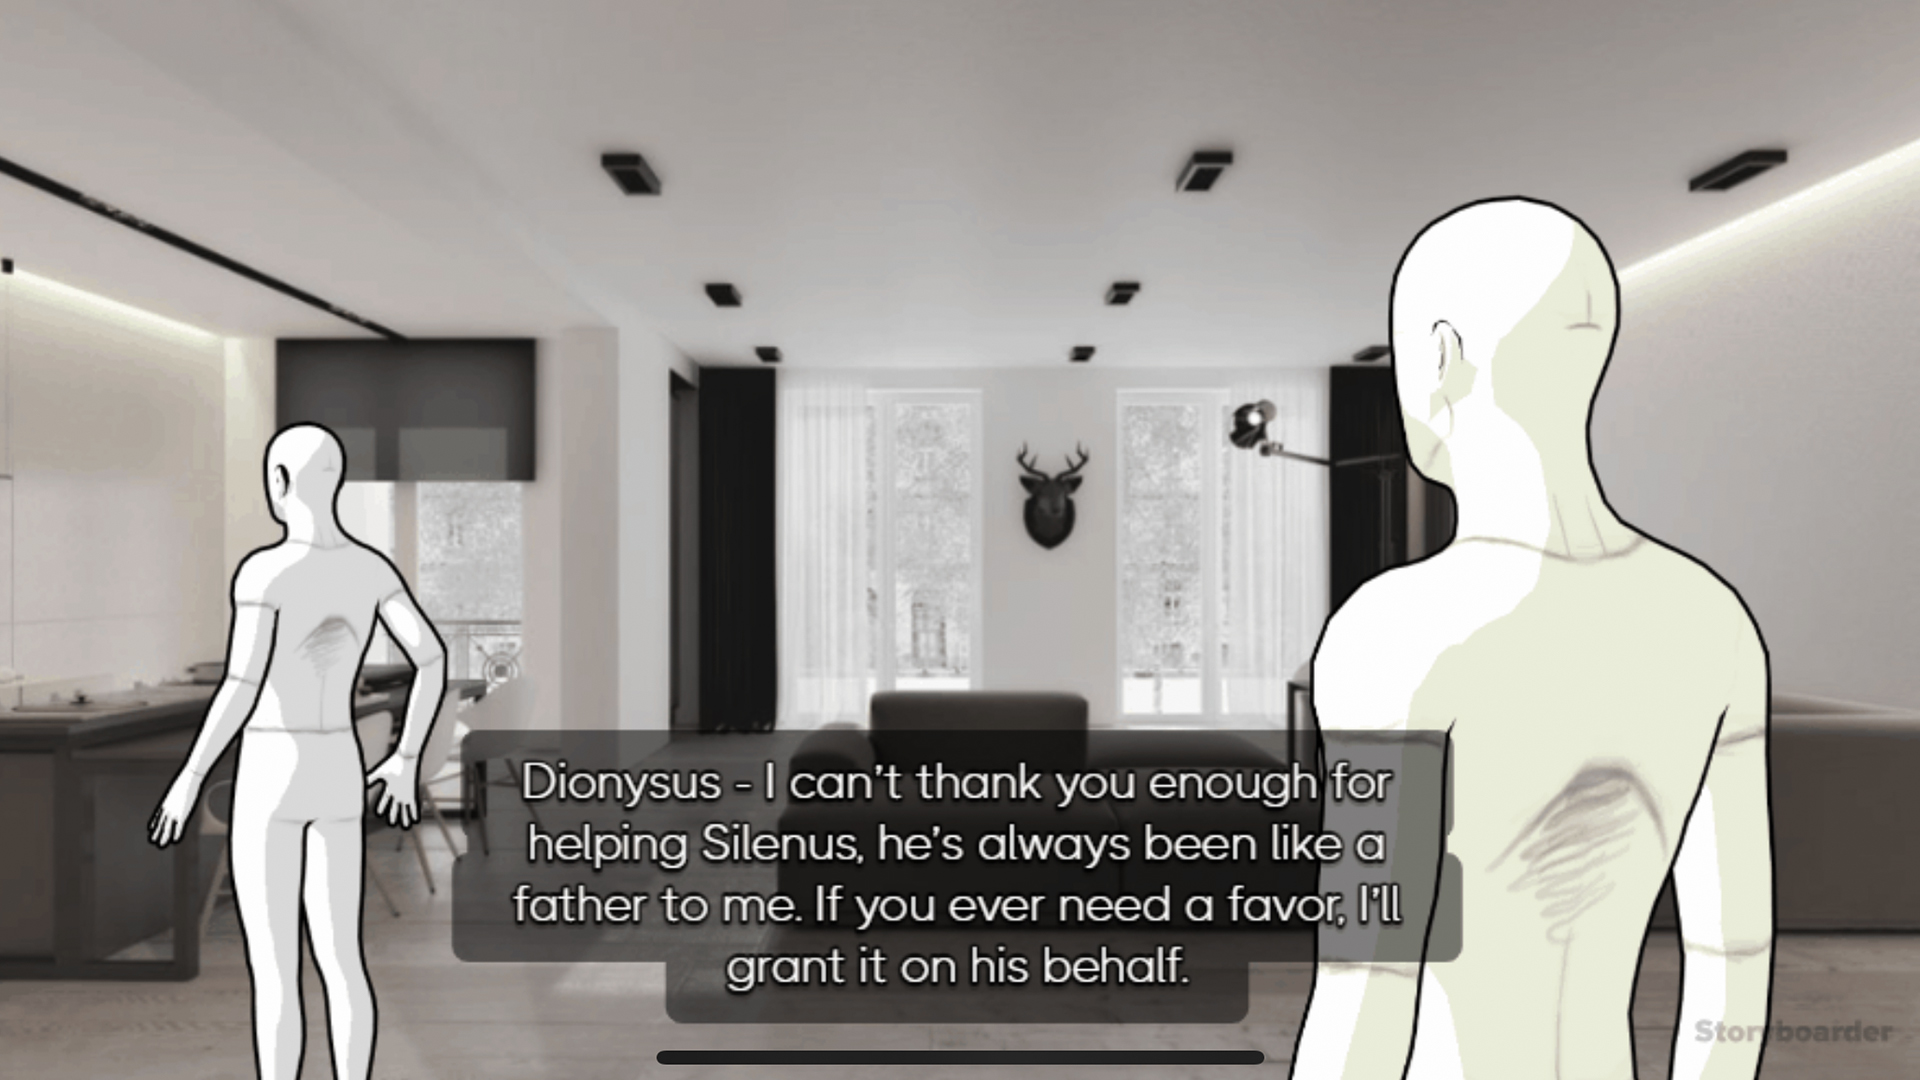 Dionysus - I can't thank you enough for
helping Silenus, he's always been like a
father to me. If you ever need a favor, I'll
grant it on his behalf.
Storyboarder